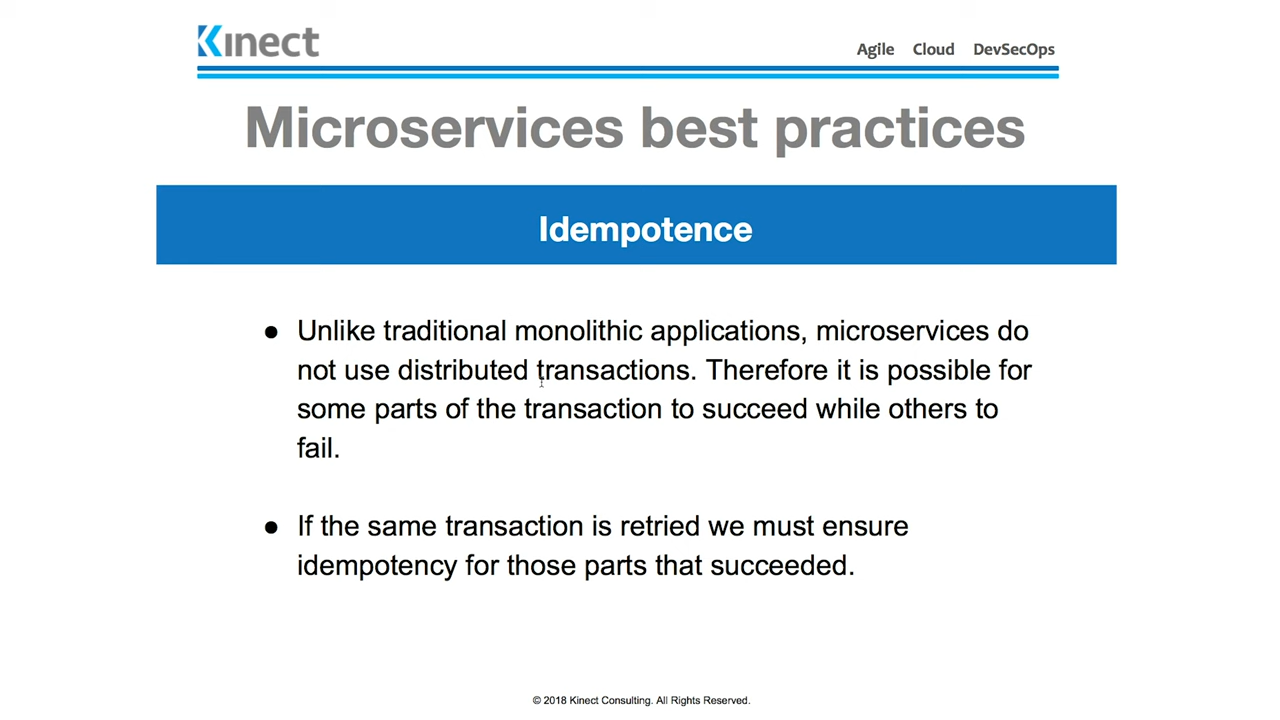 Kinect
Agile Cloud DevSecOps
Microservices best practices
Idempotence
● Unlike traditional monolithic applications, microservices do
not use distributed transactions. Therefore it is possible for
some parts of the transaction to succeed while others to
fail.
● If the same transaction is retried we must ensure
idempotency for those parts that succeeded.
© 2018 Kinect Consulting. All Rights Reserved.